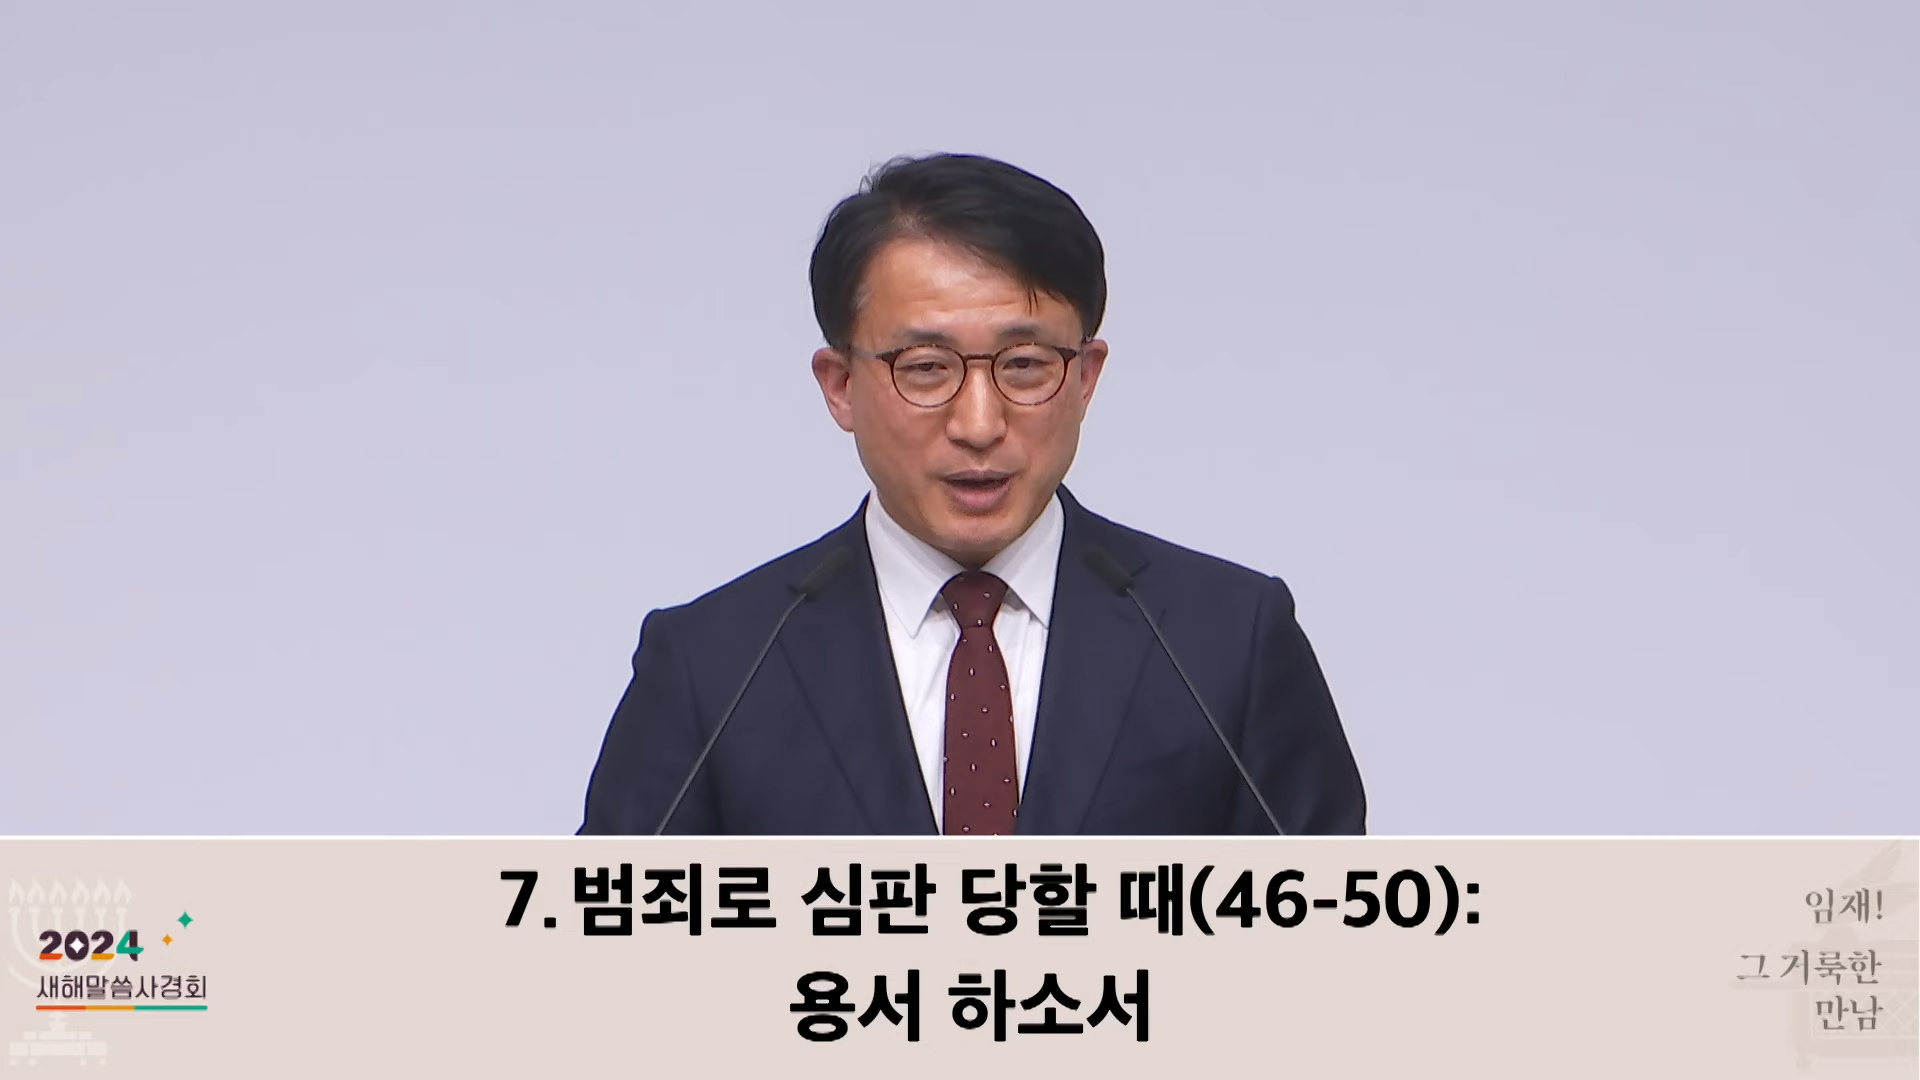 7. 범죄로 심판 당할 때(46-50):
용서 하소서
2024
새해말씀사경회
임재!
그 거룩한
만남